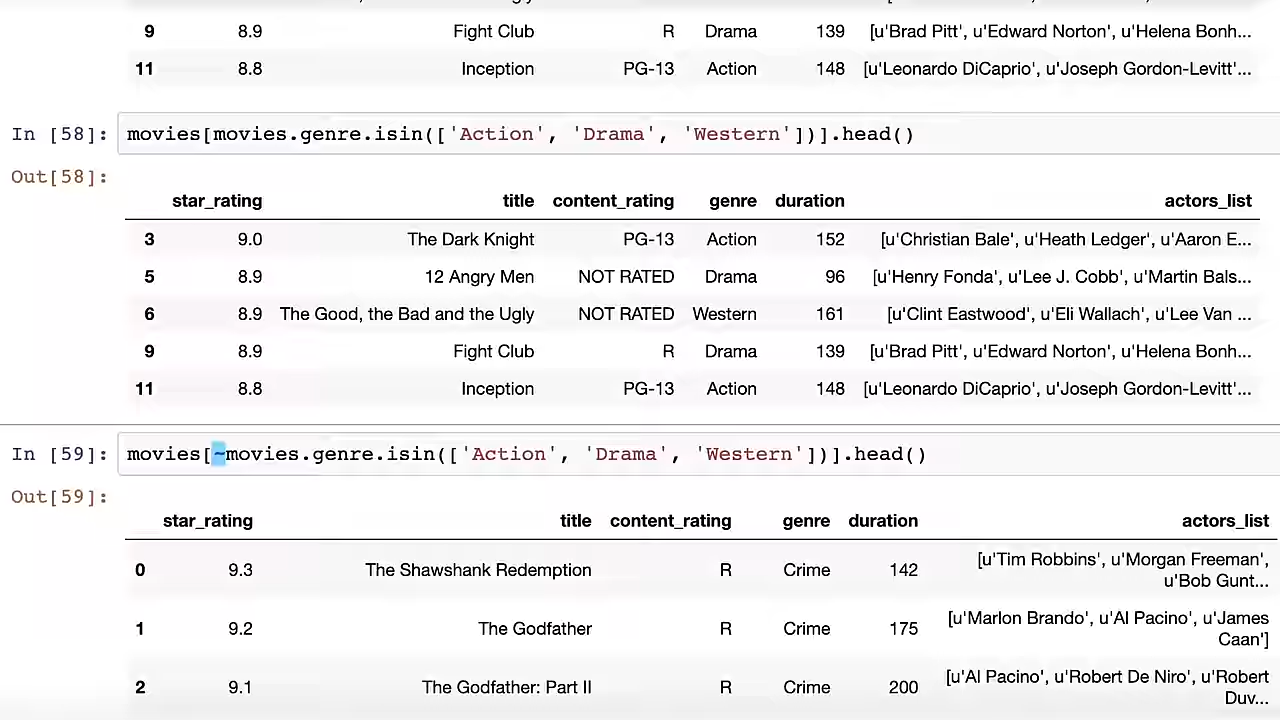 9 8.9 Fight Club R Drama 139 [u'Brad Pitt', u'Edward Norton', u'Helena Bonh...
11 8.8 Inception PG-13 Action 148 [u'Leonardo DiCaprio', u'Joseph Gordon-Levitt'...
In [58]: movies[movies.genre.isin(['Action', 'Drama', 'Western'])].head()
Out[58]:
star_rating title content_rating genre duration actors_list
3 9.0 The Dark Knight PG-13 Action 152 [u'Christian Bale', u'Heath Ledger', u'Aaron E...
5 8.9 12 Angry Men NOT RATED Drama 96 [u'Henry Fonda', u'Lee J. Cobb', u'Martin Bals...
6 8.9 The Good, the Bad and the Ugly NOT RATED Western 161 [u'Clint Eastwood', u'Eli Wallach', u'Lee Van ...
9 8.9 Fight Club R Drama 139 [u'Brad Pitt', u'Edward Norton', u'Helena Bonh...
11 8.8 Inception PG-13 Action 148 [u'Leonardo DiCaprio', u'Joseph Gordon-Levitt'...
In [59]: movies[~movies.genre.isin(['Action', 'Drama', 'Western'])].head()
Out[59]:
star_rating title content_rating genre duration actors_list
0 9.3 The Shawshank Redemption R Crime 142 [u'Tim Robbins', u'Morgan Freeman',
u'Bob Gunt...
1 9.2 The Godfather R Crime 175 [u'Marlon Brando', u'Al Pacino', u'James
Caan']
2 9.1 The Godfather: Part II R Crime 200 [u'Al Pacino', u'Robert De Niro', u'Robert
Duv...